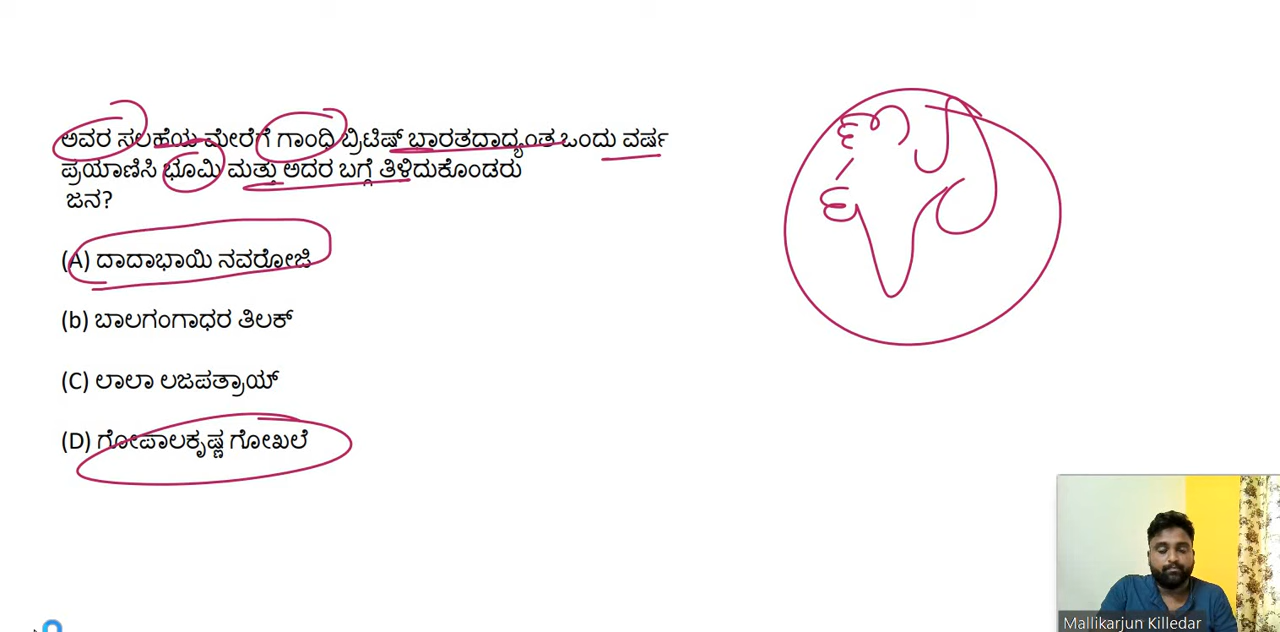 ಅವರ ಸಲಹೆಯ ಮೇರೆಗೆ ಗಾಂಧಿ ಬ್ರಿಟಿಷ್ ಭಾರತದಾದ್ಯಂತ ಒಂದು ವರ್ಷ
ಪ್ರಯಾಣಿಸಿ ಭೂಮಿ ಮತ್ತು ಅದರ ಬಗ್ಗೆ ತಿಳಿದುಕೊಂಡರು
ಜನ?
(A) ದಾದಾಭಾಯಿ ನವರೋಜಿ
(b) ಬಾಲಗಂಗಾಧರ ತಿಲಕ್
(C) ಲಾಲಾ ಲಜಪತ್ರಾಯ್
(D) ಗೋಪಾಲಕೃಷ್ಣ ಗೋಖಲೆ
Mallikarjun Killedar